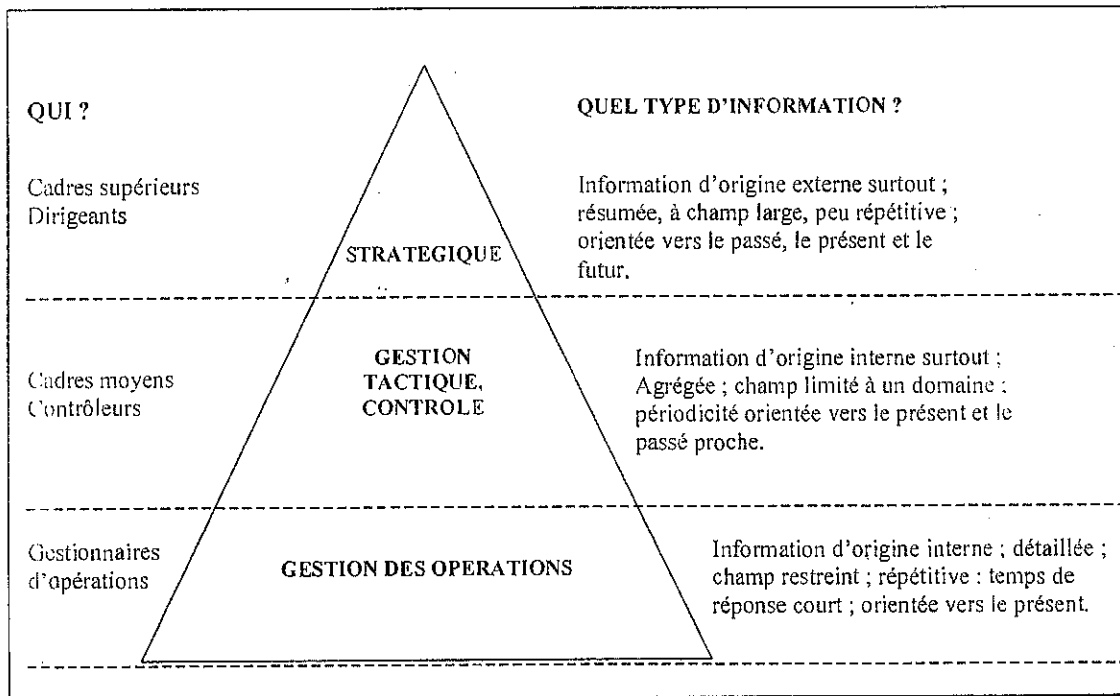 QUI ?
QUEL TYPE D'INFORMATION ?
Cadres supérieurs
Dirigeants
STRATEGIQUE
Information d'origine externe surtout ;
résumée, à champ large, peu répétitive ;
orientée vers le passé, le présent et le
futur.
Cadres moyens
Contrôleurs
GESTION
TACTIQUE,
CONTROLE
Information d'origine interne surtout ;
Agrégée ; champ limité à un domaine ;
périodicité orientée vers le présent et le
passé proche.
Gestionnaires
d'opérations
GESTION DES OPERATIONS
Information d'origine interne ; détaillée ;
champ restreint ; répétitive : temps de
réponse court ; orientée vers le présent.